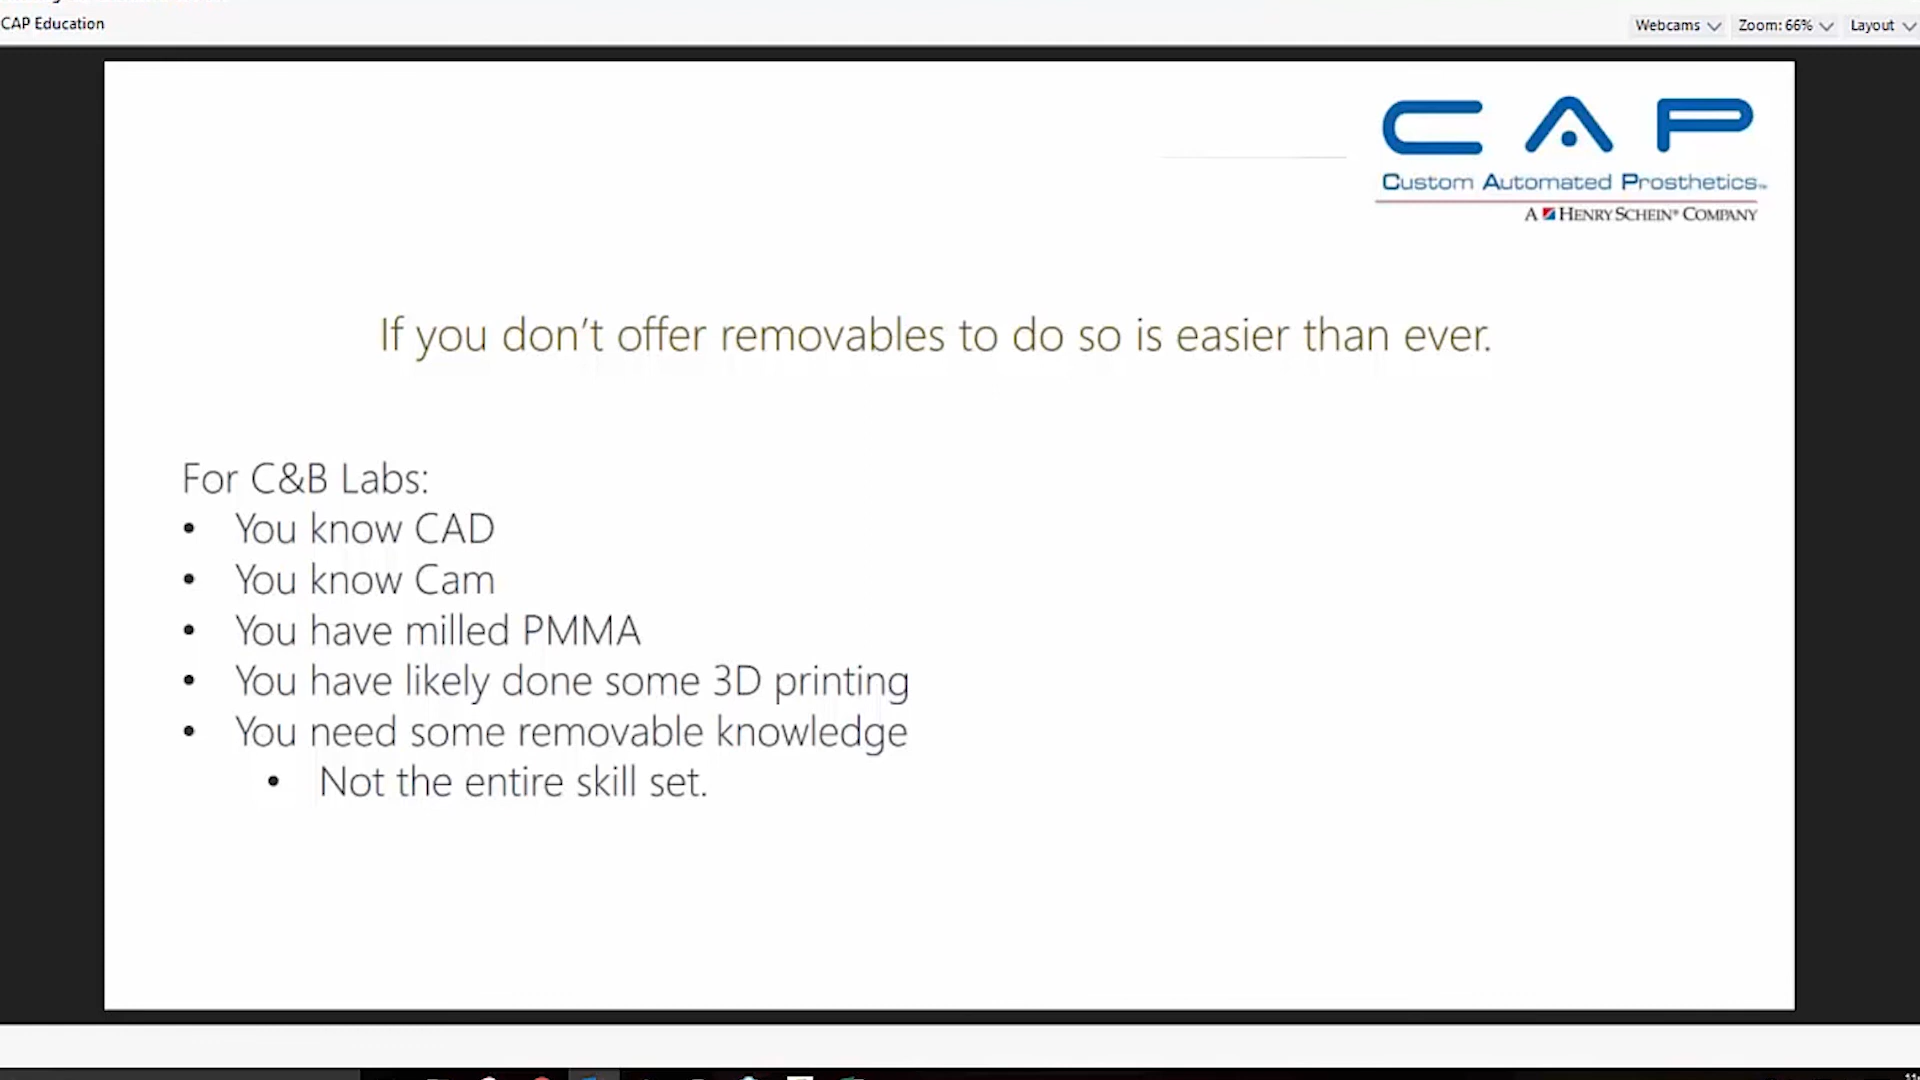 CAP Education
Webcams Zoom: 66% Layout
CAP
Custom Automated Prosthetics™
A HENRY SCHEIN® COMPANY
If you don’t offer removables to do so is easier than ever.
For C&B Labs:
• You know CAD
• You know Cam
• You have milled PMMA
• You have likely done some 3D printing
• You need some removable knowledge
• Not the entire skill set.